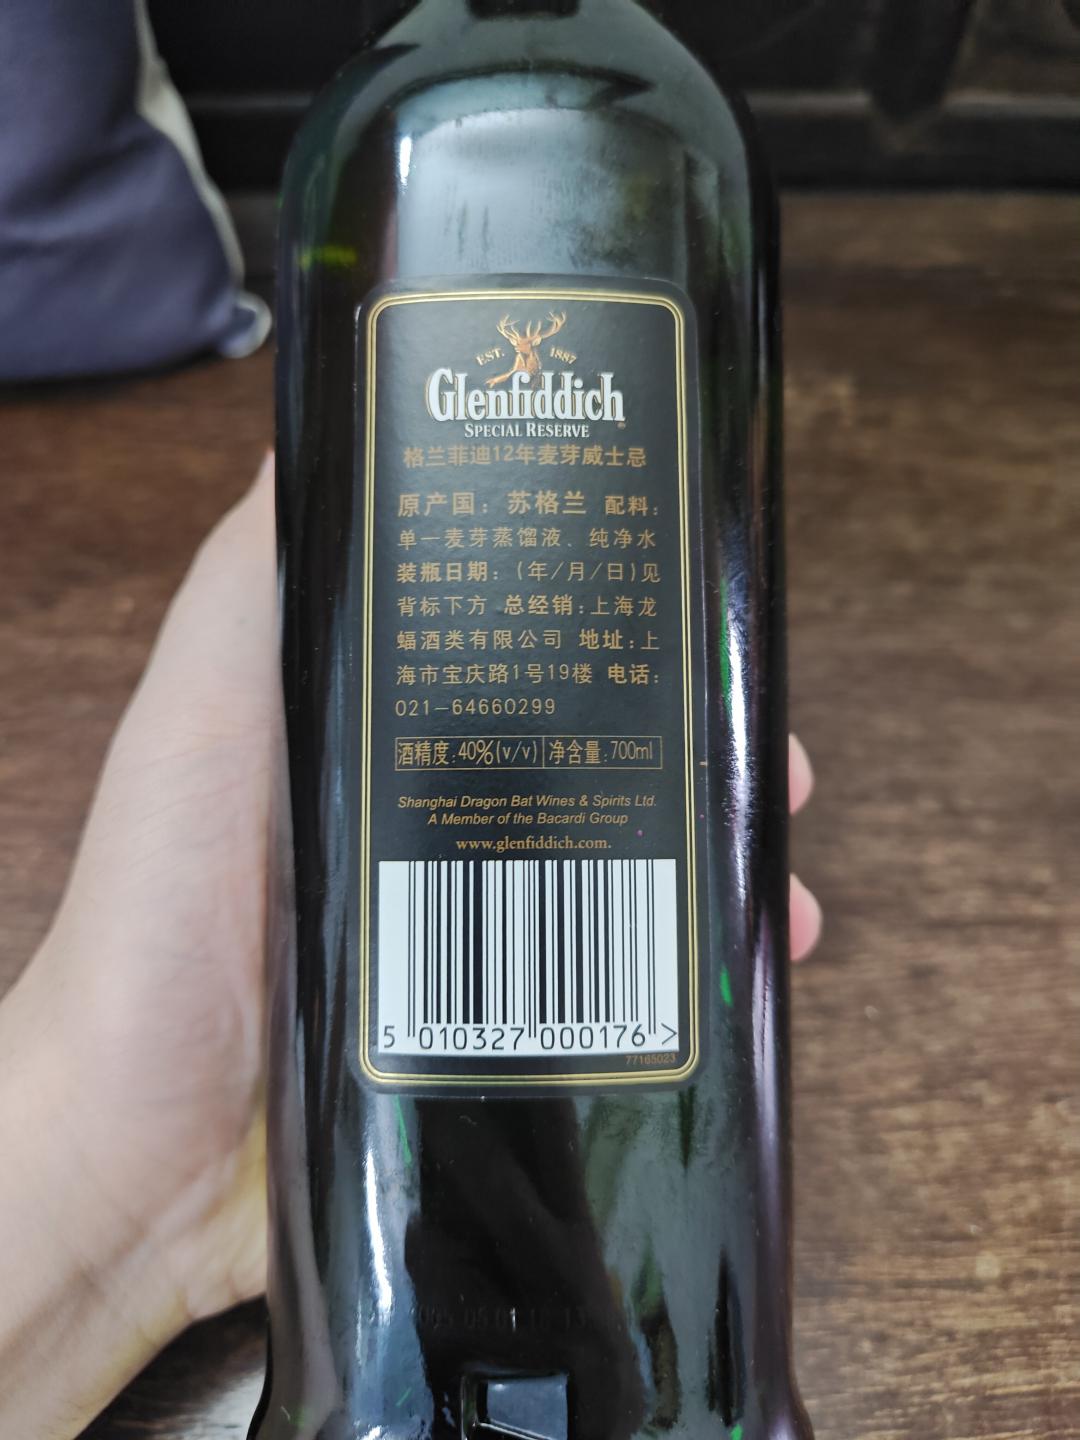 EST. 1887
Glenfiddich
SPECIAL RESERVE
格兰菲迪12年麦芽威士忌
原产国：苏格兰 配料：
单一麦芽蒸馏液、纯净水
装瓶日期：(年/月/日)见
背标下方 总经销：上海龙
蝠酒类有限公司 地址：上
海市宝庆路1号19楼 电话：
021-64660299
酒精度：40%(v/v) 净含量：700ml
Shanghai Dragon Bat Wines & Spirits Ltd.
A Member of the Bacardi Group
www.glenfiddich.com.
5 010327 000176 >
77165023